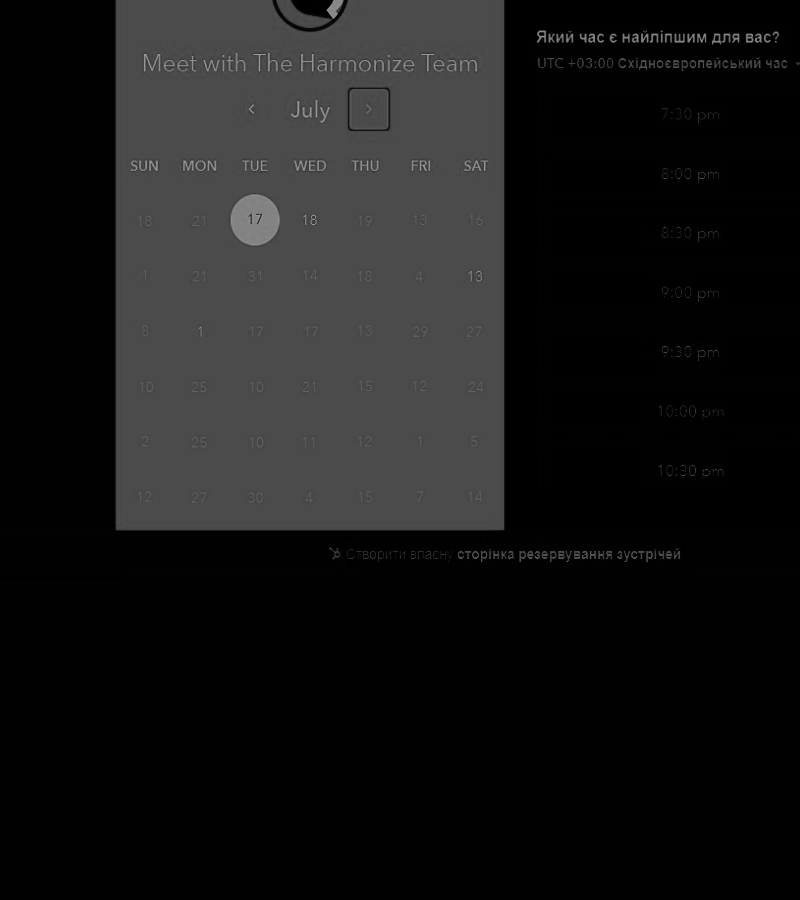 Meet with The Harmonize Team
July
SUN MON TUE WED THU FRI SAT
18 21 17 18 19 13 16
1 21 31 14 18 4 13
8 1 17 17 13 29 27
10 25 10 21 15 12 24
2 25 10 11 12 1 5
12 27 30 4 15 7 14
Який час є найліпшим для вас?
UTC +03:00 Східноєвропейський час
7:30 pm
8:00 pm
8:30 pm
9:00 pm
9:30 pm
10:00 pm
10:30 pm
Створити власну сторінка резервування зустрічей